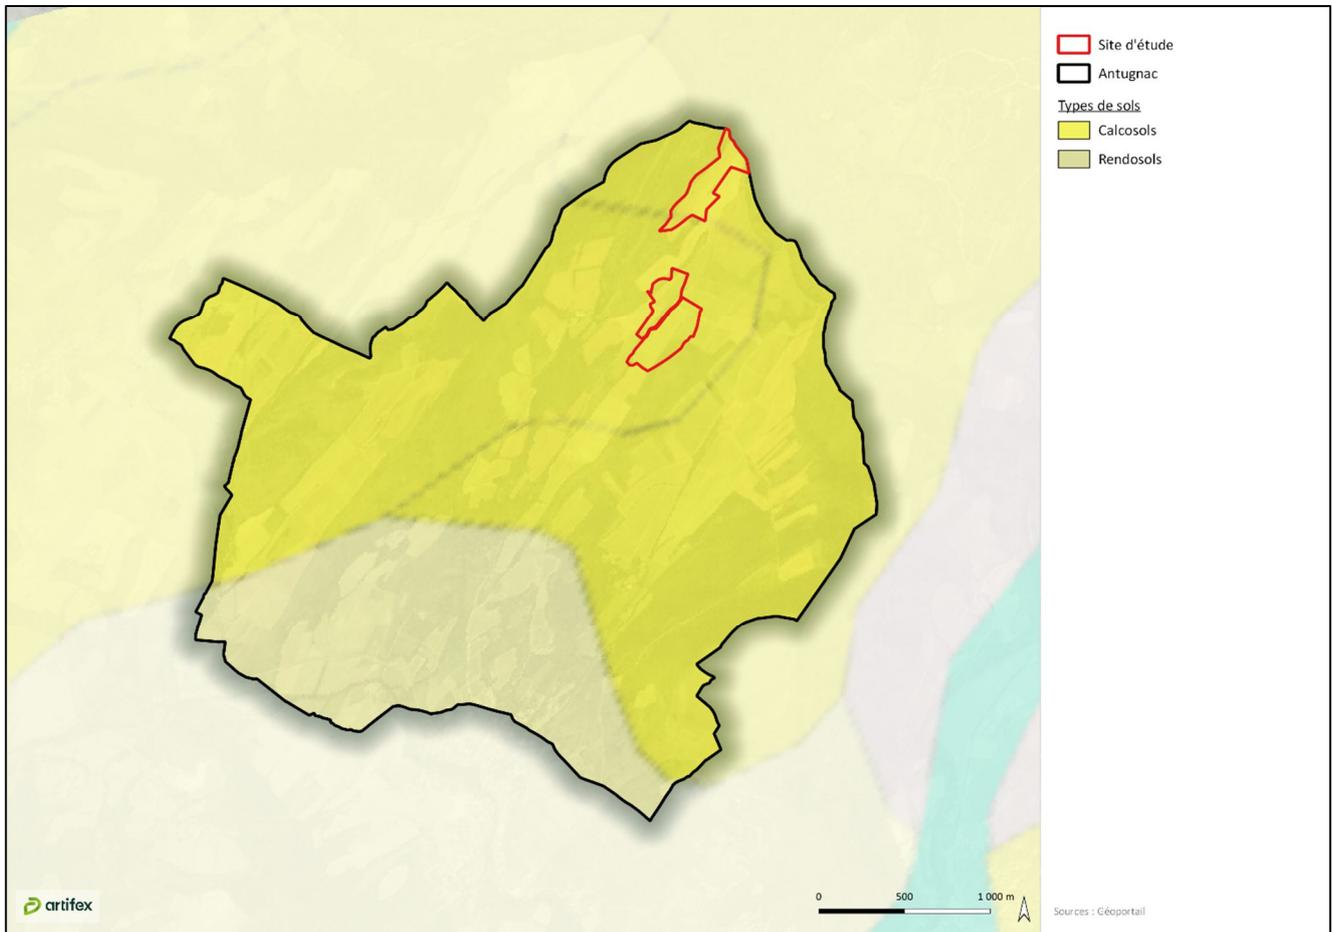 Site d'étude
Antugnac
Types de sols
Calcosols
Rendosols
artifex
0 500 1 000 m
Sources : Géoportail